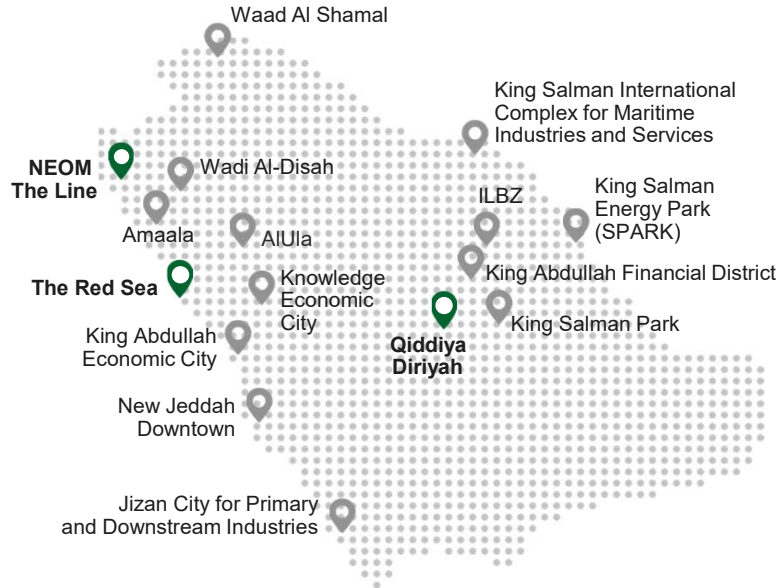 Waad Al Shamal
King Salman International
Complex for Maritime
Industries and Services
NEOM
The Line
Wadi Al-Disah
King Salman
Energy Park
(SPARK)
ILBZ
Amaala
AlUla
King Abdullah Financial District
The Red Sea
Knowledge
Economic
City
King Salman Park
King Abdullah
Economic City
Qiddiya
Diriyah
New Jeddah
Downtown
Jizan City for Primary
and Downstream Industries